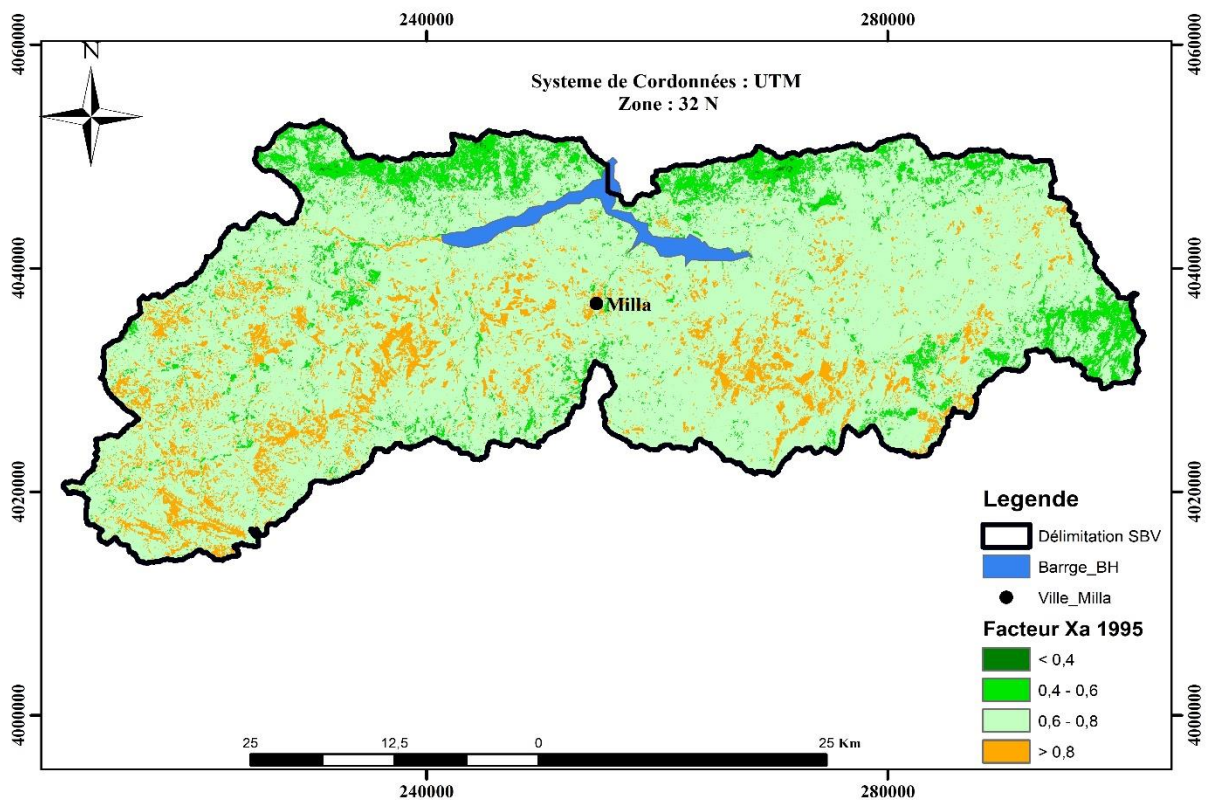 240000 280000
4060000 4060000
N
Systeme de Cordonnées : UTM
Zone : 32 N
4040000 4040000
Milla
4020000 4020000
Legende
Délimitation SBV
Barrge_BH
Ville_Milla
Facteur Xa 1995
< 0,4
0,4 - 0,6
0,6 - 0,8
> 0,8
4000000 4000000
25 12,5 0 25 Km
240000 280000